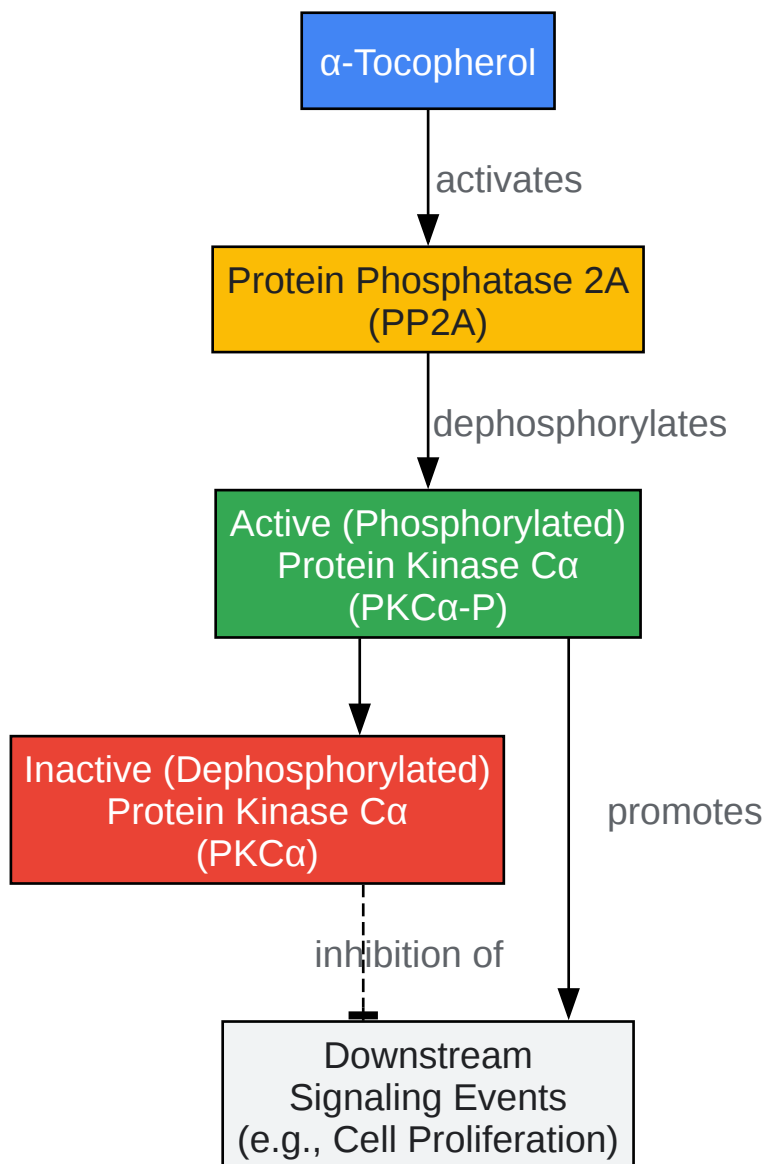 α-Tocopherol
activates
Protein Phosphatase 2A
(PP2A)
dephosphorylates
Active (Phosphorylated)
Protein Kinase Cα
(PKCα-P)
Inactive (Dephosphorylated)
Protein Kinase Cα
(PKCα)
promotes
inhibition of
Downstream
Signaling Events
(e.g., Cell Proliferation)